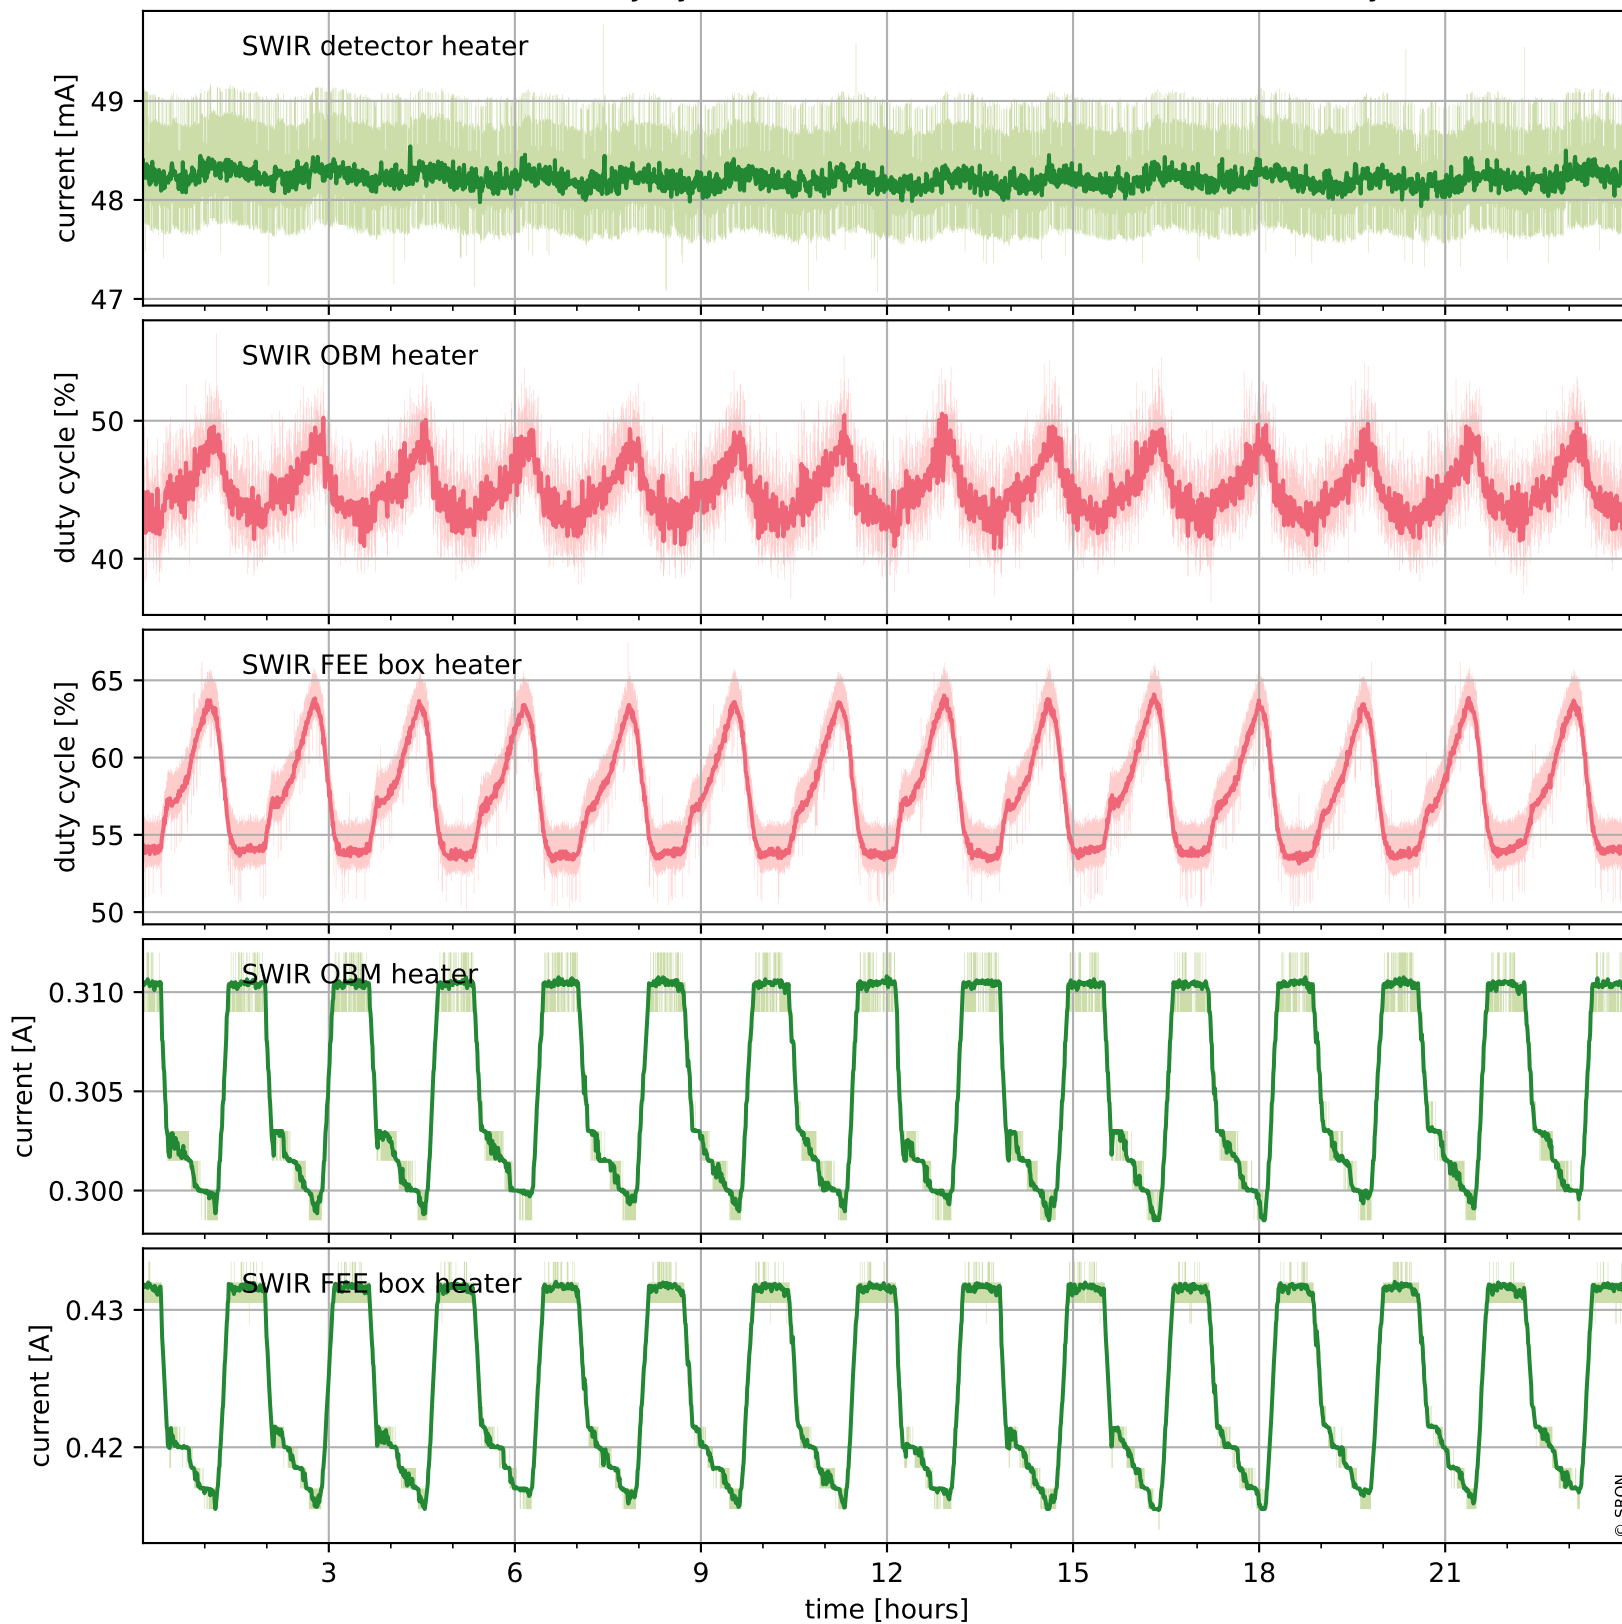 SWIR detector heater
current [mA]
49
48
47
SWIR OBM heater
duty cycle [%]
50
40
SWIR FEE box heater
duty cycle [%]
65
60
55
50
SWIR OBM heater
current [A]
0.310
0.305
0.300
SWIR FEE box heater
current [A]
0.43
0.42
© SRON
3 6 9 12 15 18 21
time [hours]